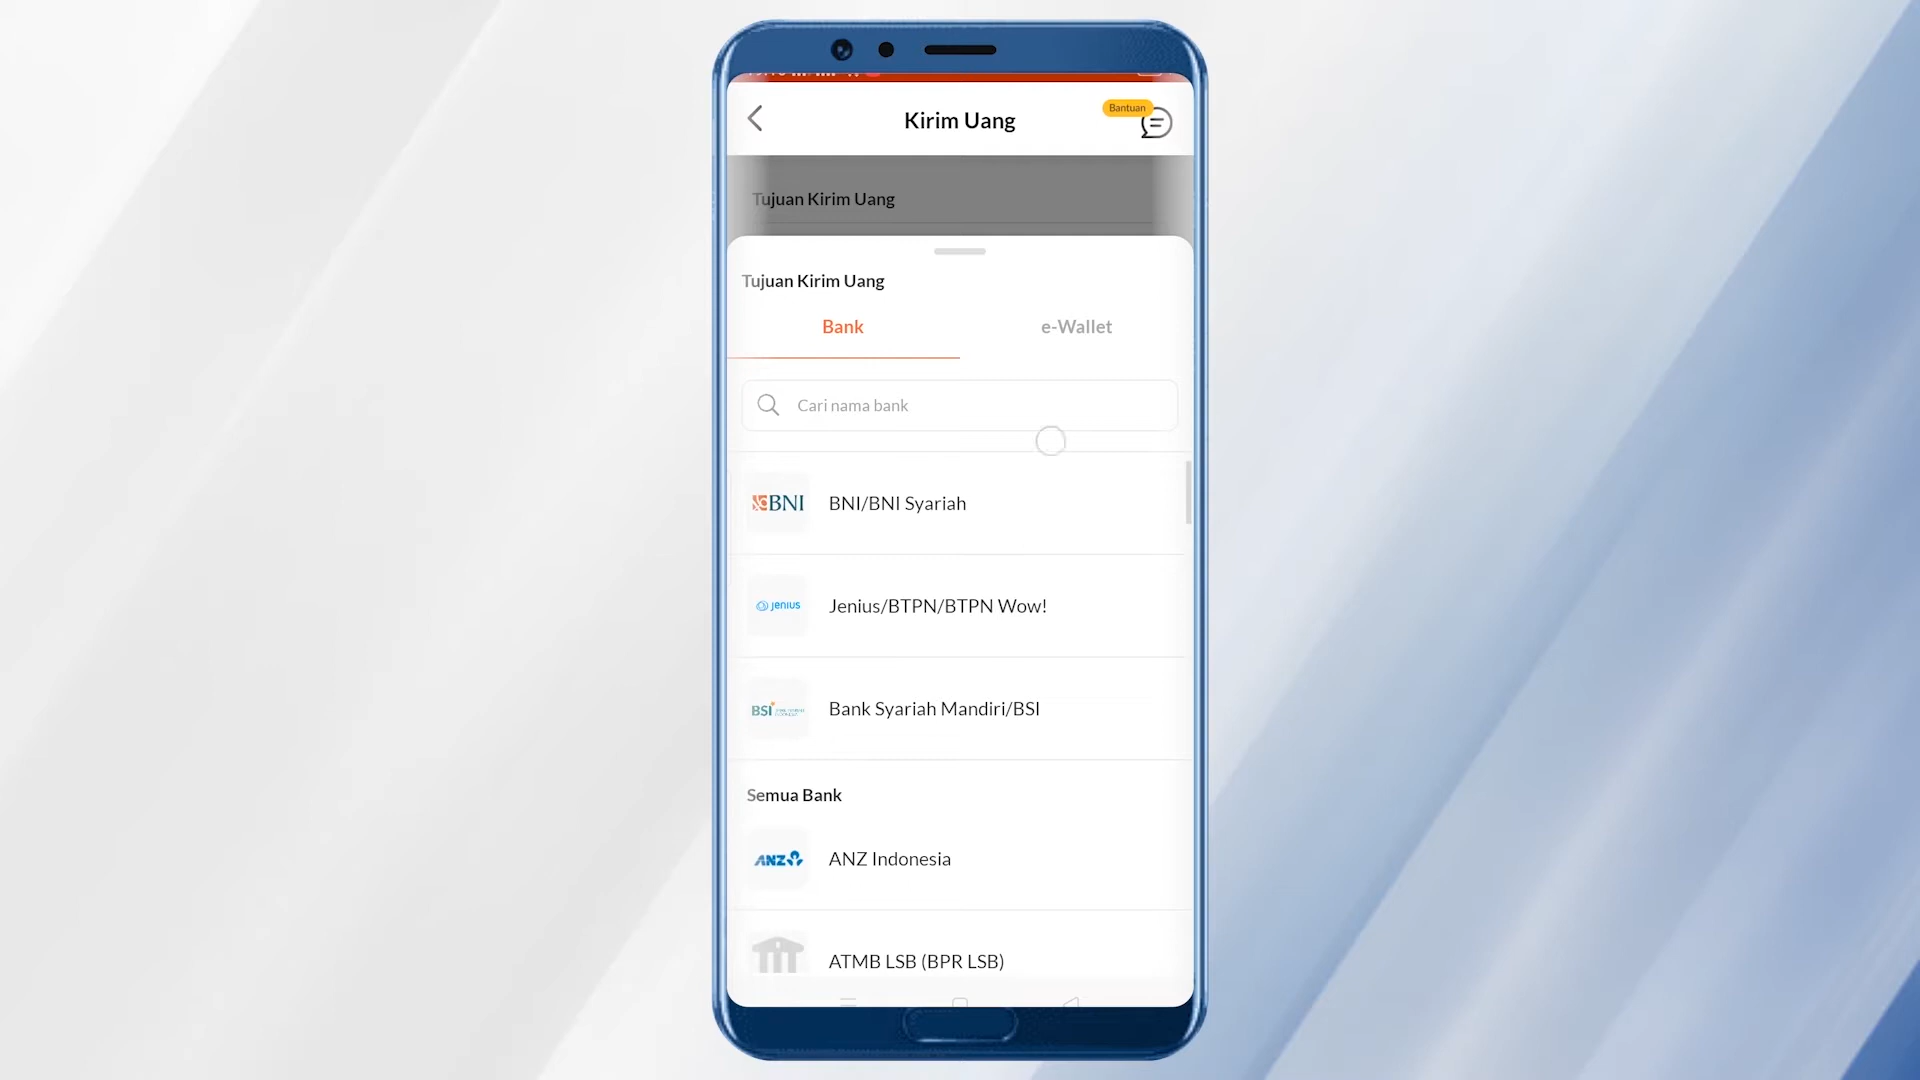 Kirim Uang
Bantuan
Tujuan Kirim Uang
Tujuan Kirim Uang
Bank
e-Wallet
Cari nama bank
BNI
BNI/BNI Syariah
Jenius
Jenius/BTPN/BTPN Wow!
BSI
Bank Syariah Mandiri/BSI
Semua Bank
ANZ
ANZ Indonesia
ATMB LSB (BPR LSB)